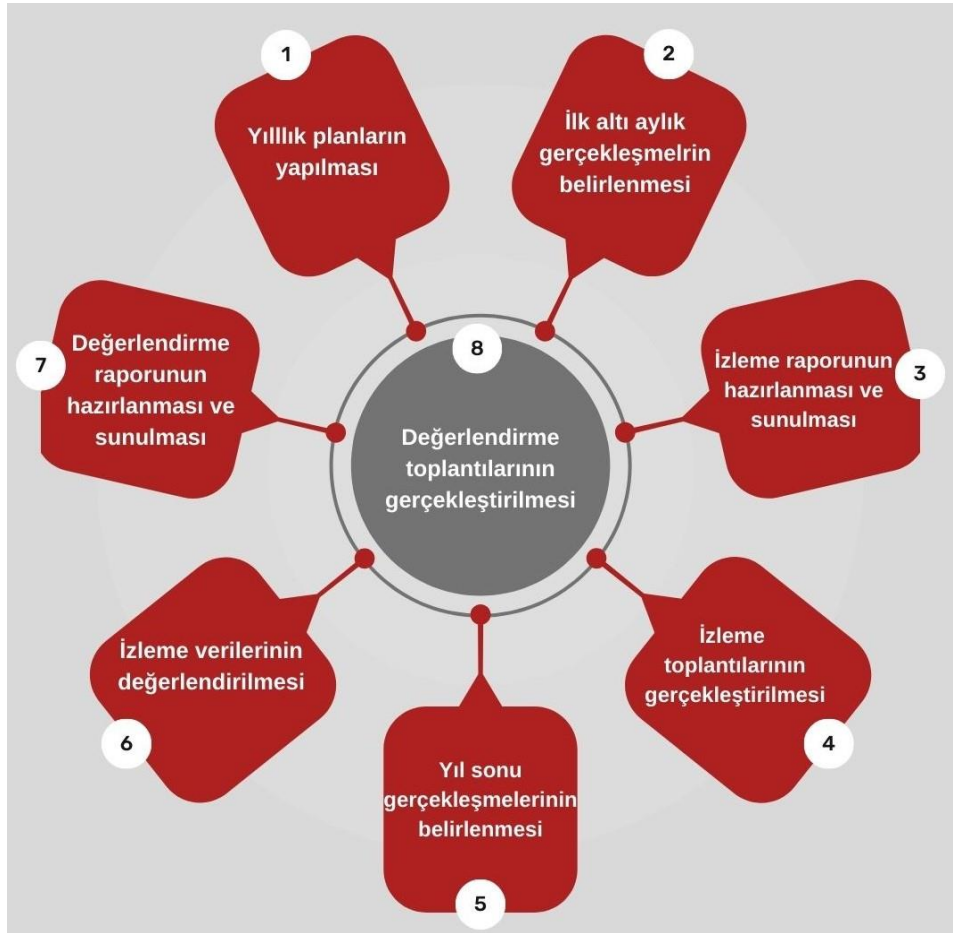 1
Yılllık planların
yapılması
2
İlk altı aylık
gerçekleşmelrin
belirlenmesi
3
İzleme raporunun
hazırlanması ve
sunulması
4
İzleme
toplantılarının
gerçekleştirilmesi
5
Yıl sonu
gerçekleşmelerinin
belirlenmesi
6
İzleme verilerinin
değerlendirilmesi
7
Değerlendirme
raporunun
hazırlanması ve
sunulması
8
Değerlendirme
toplantılarının
gerçekleştirilmesi